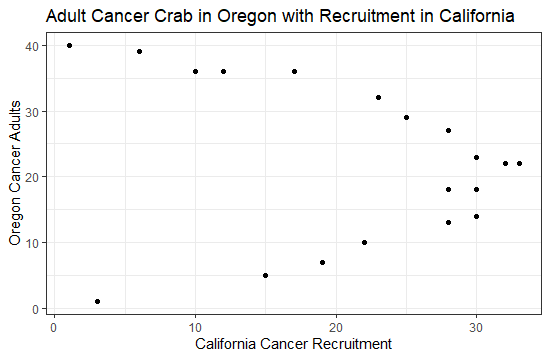 Adult Cancer Crab in Oregon with Recruitment in California
40
30
20
10
0
Oregon Cancer Adults
0 10 20 30
California Cancer Recruitment